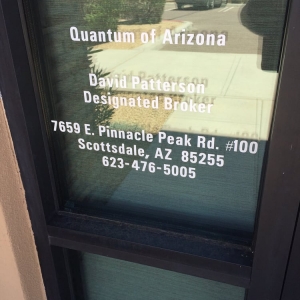 Quantum of Arizona
David Patterson
Designated Broker
7659 E. Pinnacle Peak Rd. #100
Scottsdale, AZ 85255
623-476-5005